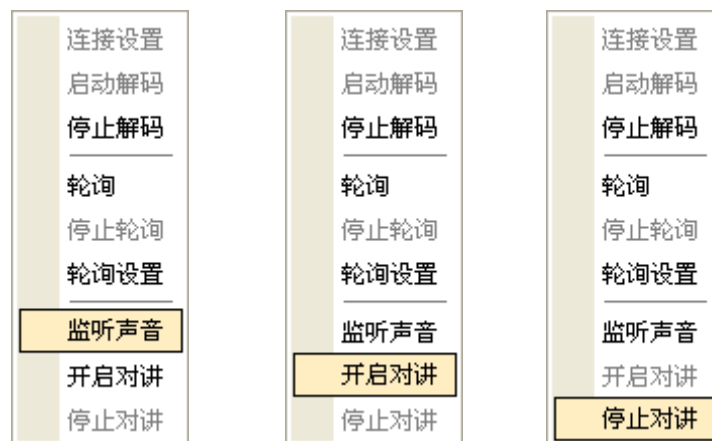 连接设置
启动解码
停止解码
轮询
停止轮询
轮询设置
监听声音
开启对讲
停止对讲
连接设置
启动解码
停止解码
轮询
停止轮询
轮询设置
监听声音
开启对讲
停止对讲
连接设置
启动解码
停止解码
轮询
停止轮询
轮询设置
监听声音
开启对讲
停止对讲